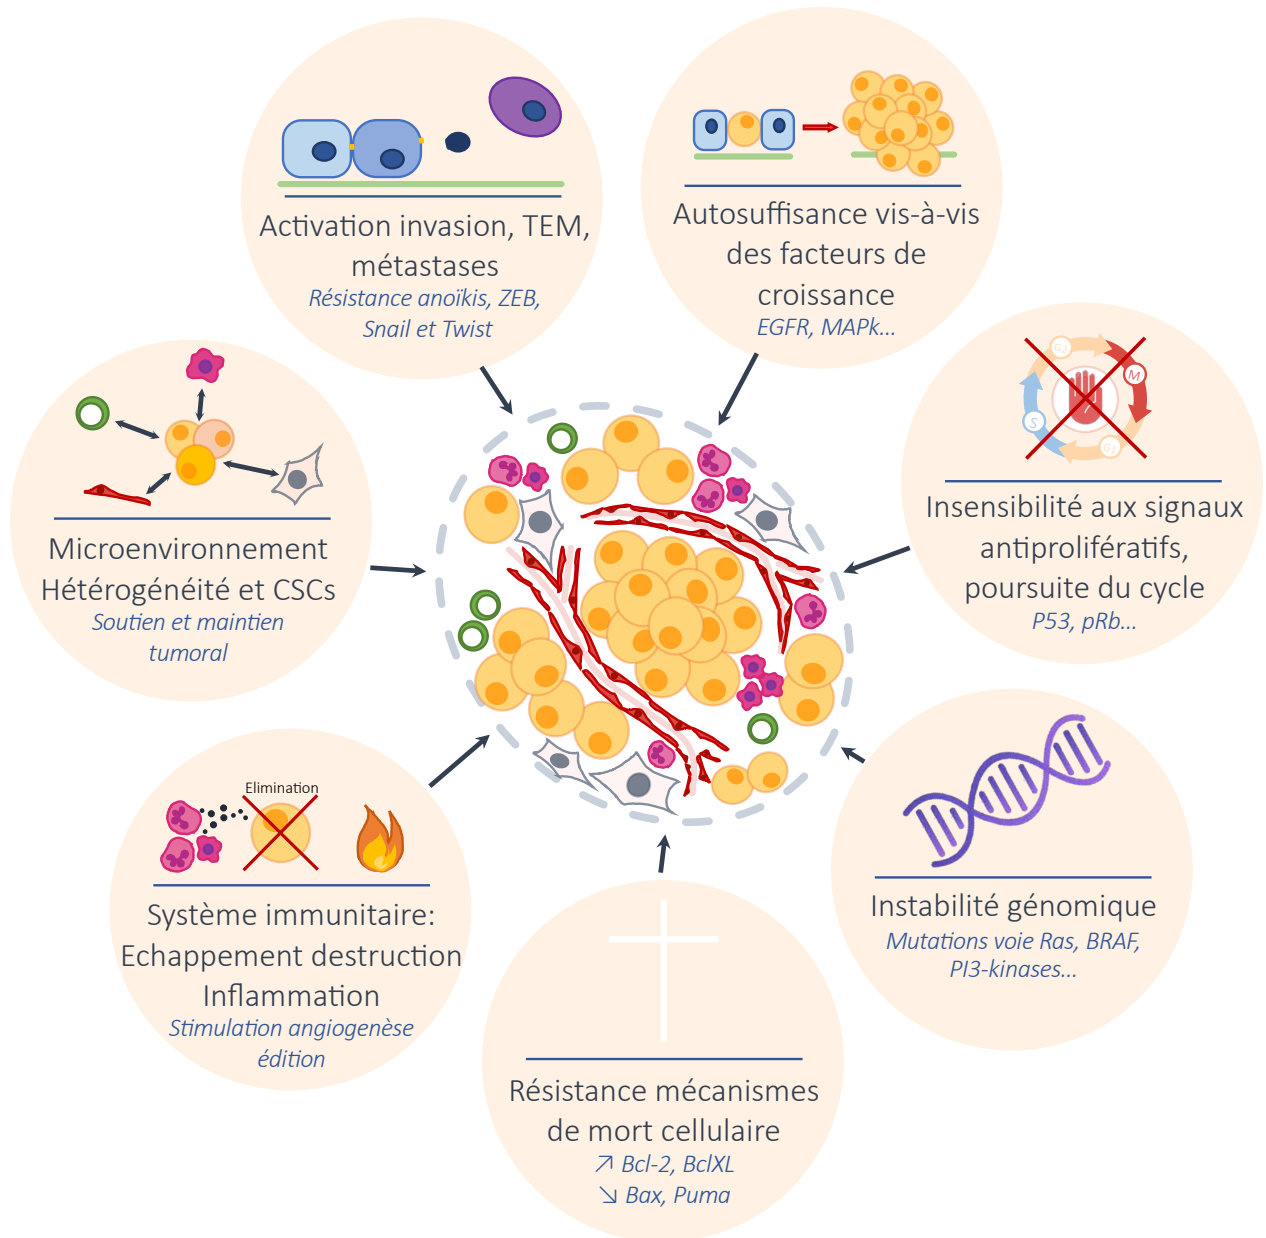 Activation invasion, TEM,
métastases
Résistance anoïkis, ZEB,
Snail et Twist
Autosuffisance vis-à-vis
des facteurs de
croissance
EGFR, MAPk...
G2
M
S
G1
Insensibilité aux signaux
antiprolifératifs,
poursuite du cycle
P53, pRb...
Microenvironnement
Hétérogénéité et CSCs
Soutien et maintien
tumoral
Instabilité génomique
Mutations voie Ras, BRAF,
PI3-kinases...
Elimination
Système immunitaire:
Echappement destruction
Inflammation
Stimulation angiogenèse
édition
Résistance mécanismes
de mort cellulaire
↗ Bcl-2, BclXL
↘ Bax, Puma